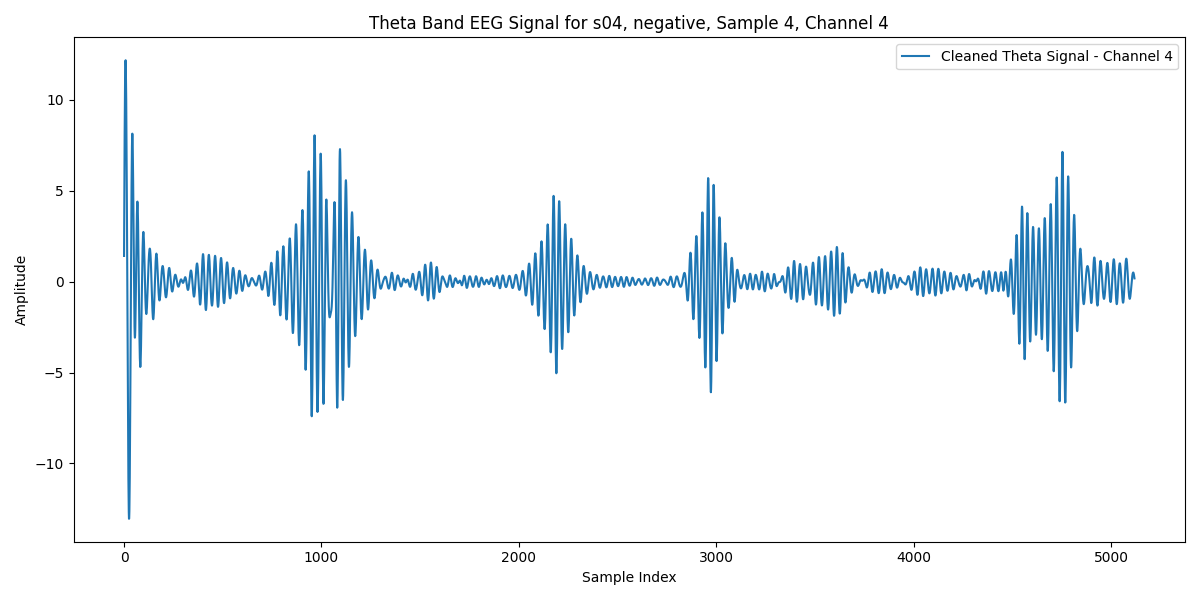 Theta Band EEG Signal for s04, negative, Sample 4, Channel 4
Cleaned Theta Signal - Channel 4
Amplitude
10
5
0
−5
−10
0 1000 2000 3000 4000 5000
Sample Index